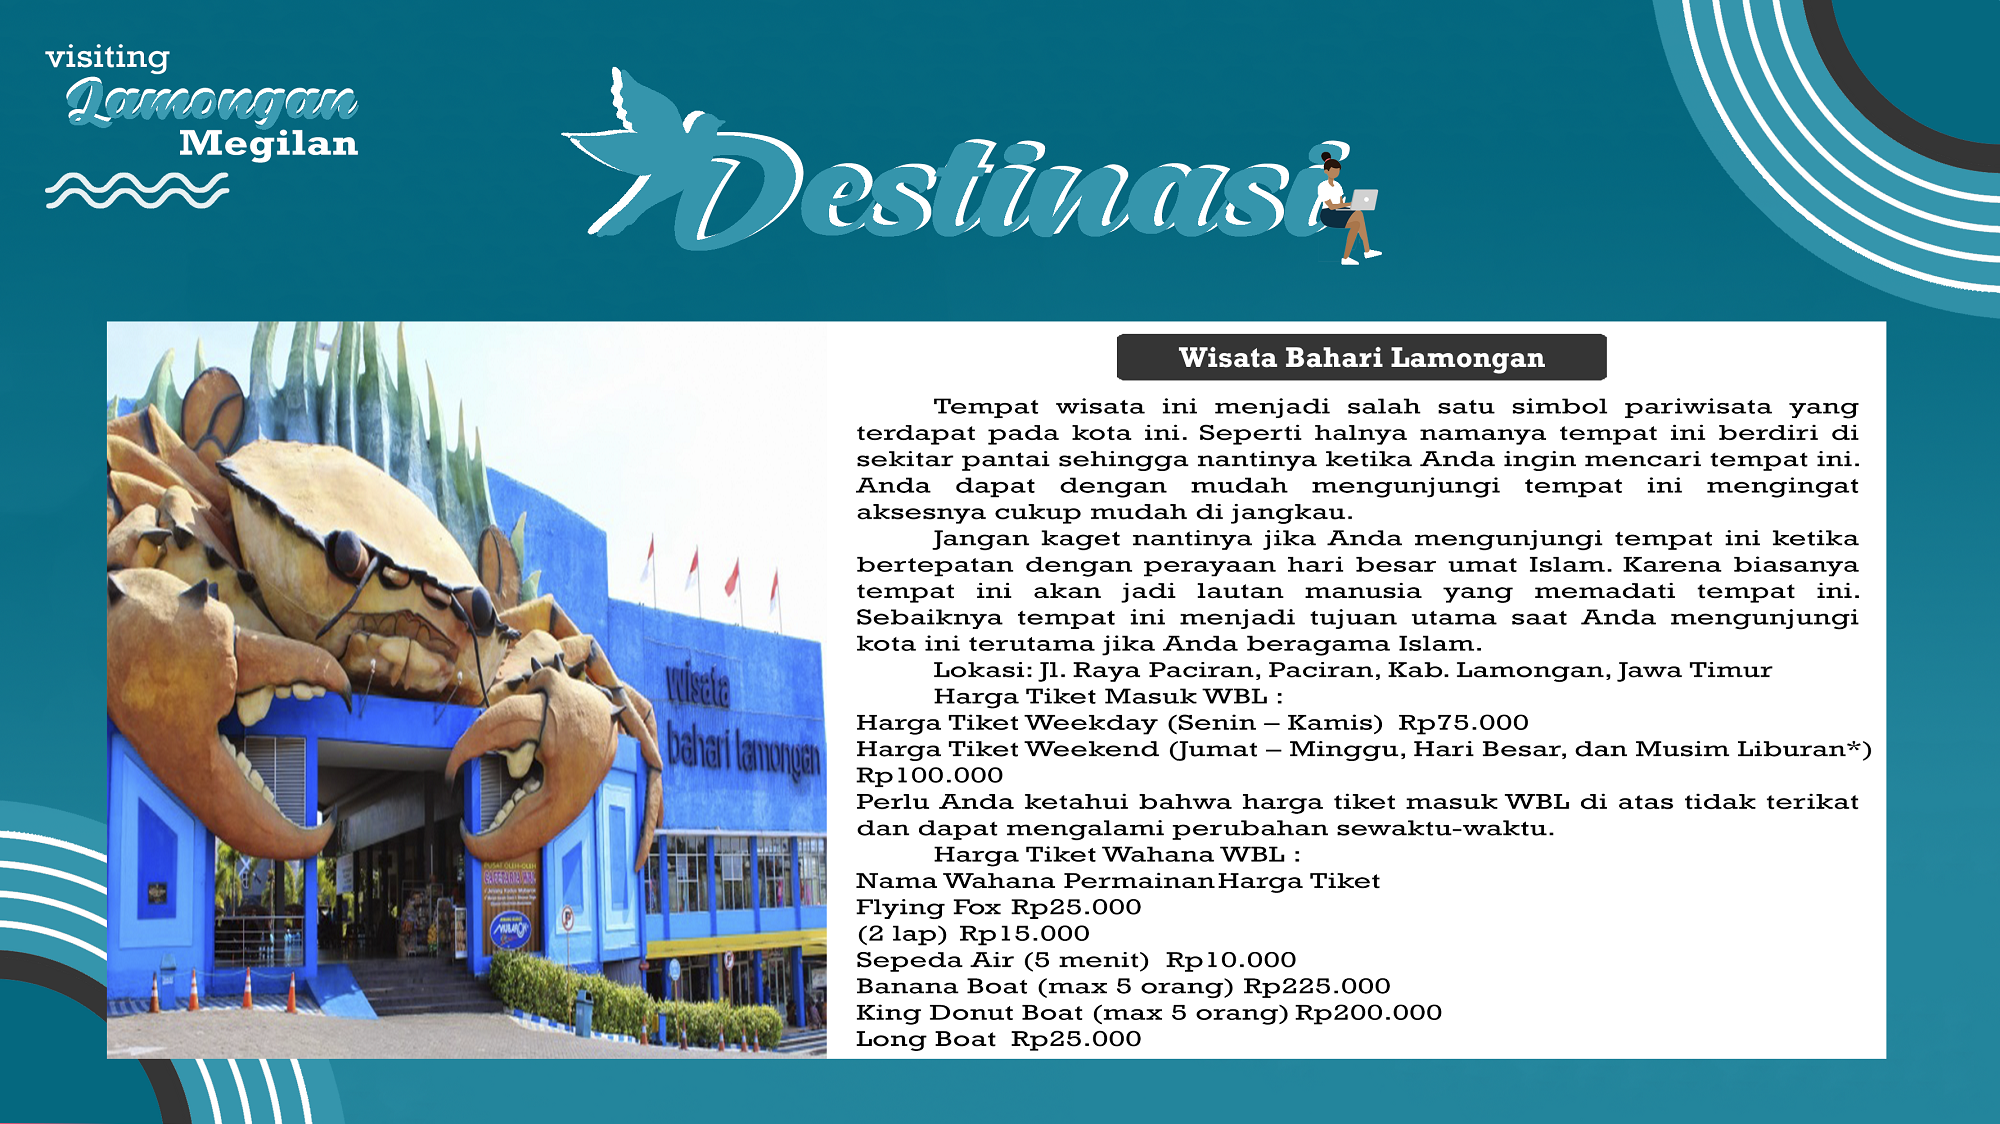 visiting
Lamongan
Megilan
Destinasi
wisata
bahari lamongan
PUSAT OLEH-OLEH
CAFETARIA WBL
Wisata Bahari Lamongan
Tempat wisata ini menjadi salah satu simbol pariwisata yang
terdapat pada kota ini. Seperti halnya namanya tempat ini berdiri di
sekitar pantai sehingga nantinya ketika Anda ingin mencari tempat ini.
Anda dapat dengan mudah mengunjungi tempat ini mengingat
aksesnya cukup mudah di jangkau.
Jangan kaget nantinya jika Anda mengunjungi tempat ini ketika
bertepatan dengan perayaan hari besar umat Islam. Karena biasanya
tempat ini akan jadi lautan manusia yang memadati tempat ini.
Sebaiknya tempat ini menjadi tujuan utama saat Anda mengunjungi
kota ini terutama jika Anda beragama Islam.
Lokasi: Jl. Raya Paciran, Paciran, Kab. Lamongan, Jawa Timur
Harga Tiket Masuk WBL :
Harga Tiket Weekday (Senin – Kamis) Rp75.000
Harga Tiket Weekend (Jumat – Minggu, Hari Besar, dan Musim Liburan*)
Rp100.000
Perlu Anda ketahui bahwa harga tiket masuk WBL di atas tidak terikat
dan dapat mengalami perubahan sewaktu-waktu.
Harga Tiket Wahana WBL :
Nama Wahana Permainan Harga Tiket
Flying Fox Rp25.000
(2 lap) Rp15.000
Sepeda Air (5 menit) Rp10.000
Banana Boat (max 5 orang) Rp225.000
King Donut Boat (max 5 orang) Rp200.000
Long Boat Rp25.000